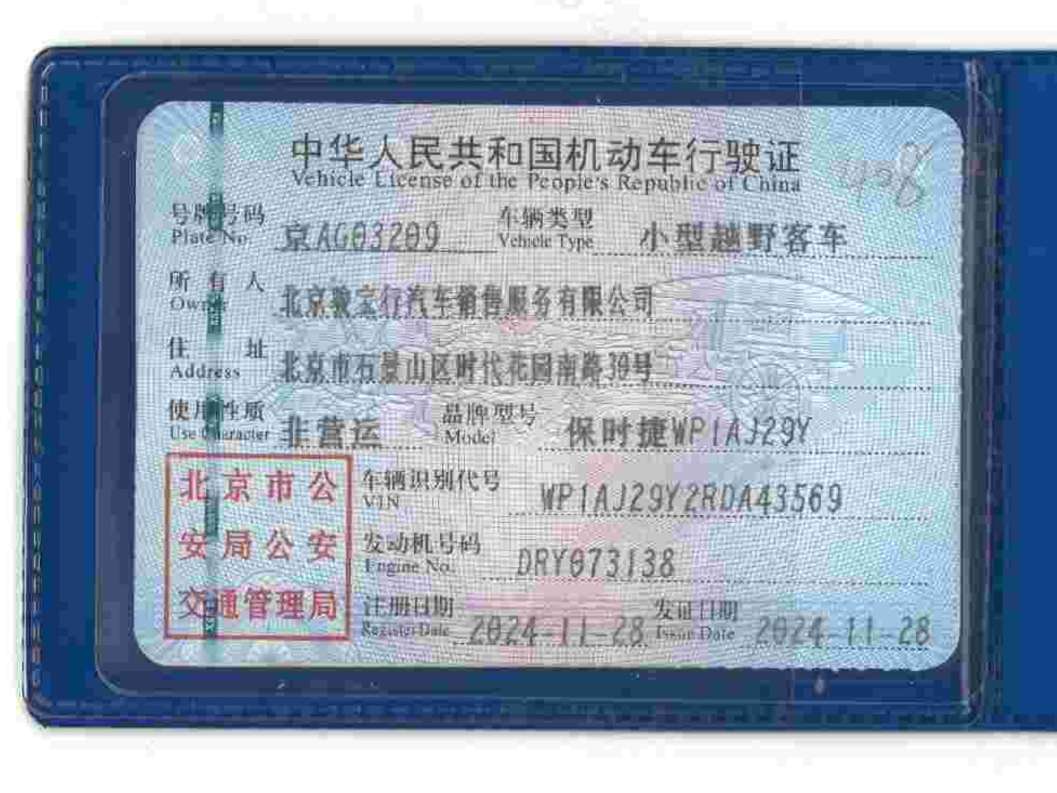 中华人民共和国机动车行驶证
Vehicle License of the People's Republic of China
号牌号码 京AG03209 车辆类型 小型越野客车
Plate No. Vehicle Type
所有人 北京骏宝行汽车销售服务有限公司
Owner
住址 北京市石景山区时代花园南路39号
Address
使用性质 非营运 品牌型号 保时捷WP1AJ29Y
Use Character Model
北京市公 车辆识别代号 WP1AJ29Y2RDA43569
VIN
安局公安 发动机号码 DRY073138
Engine No.
交通管理局 注册日期 2024-11-28 发证日期 2024-11-28
Register Date Issue Date